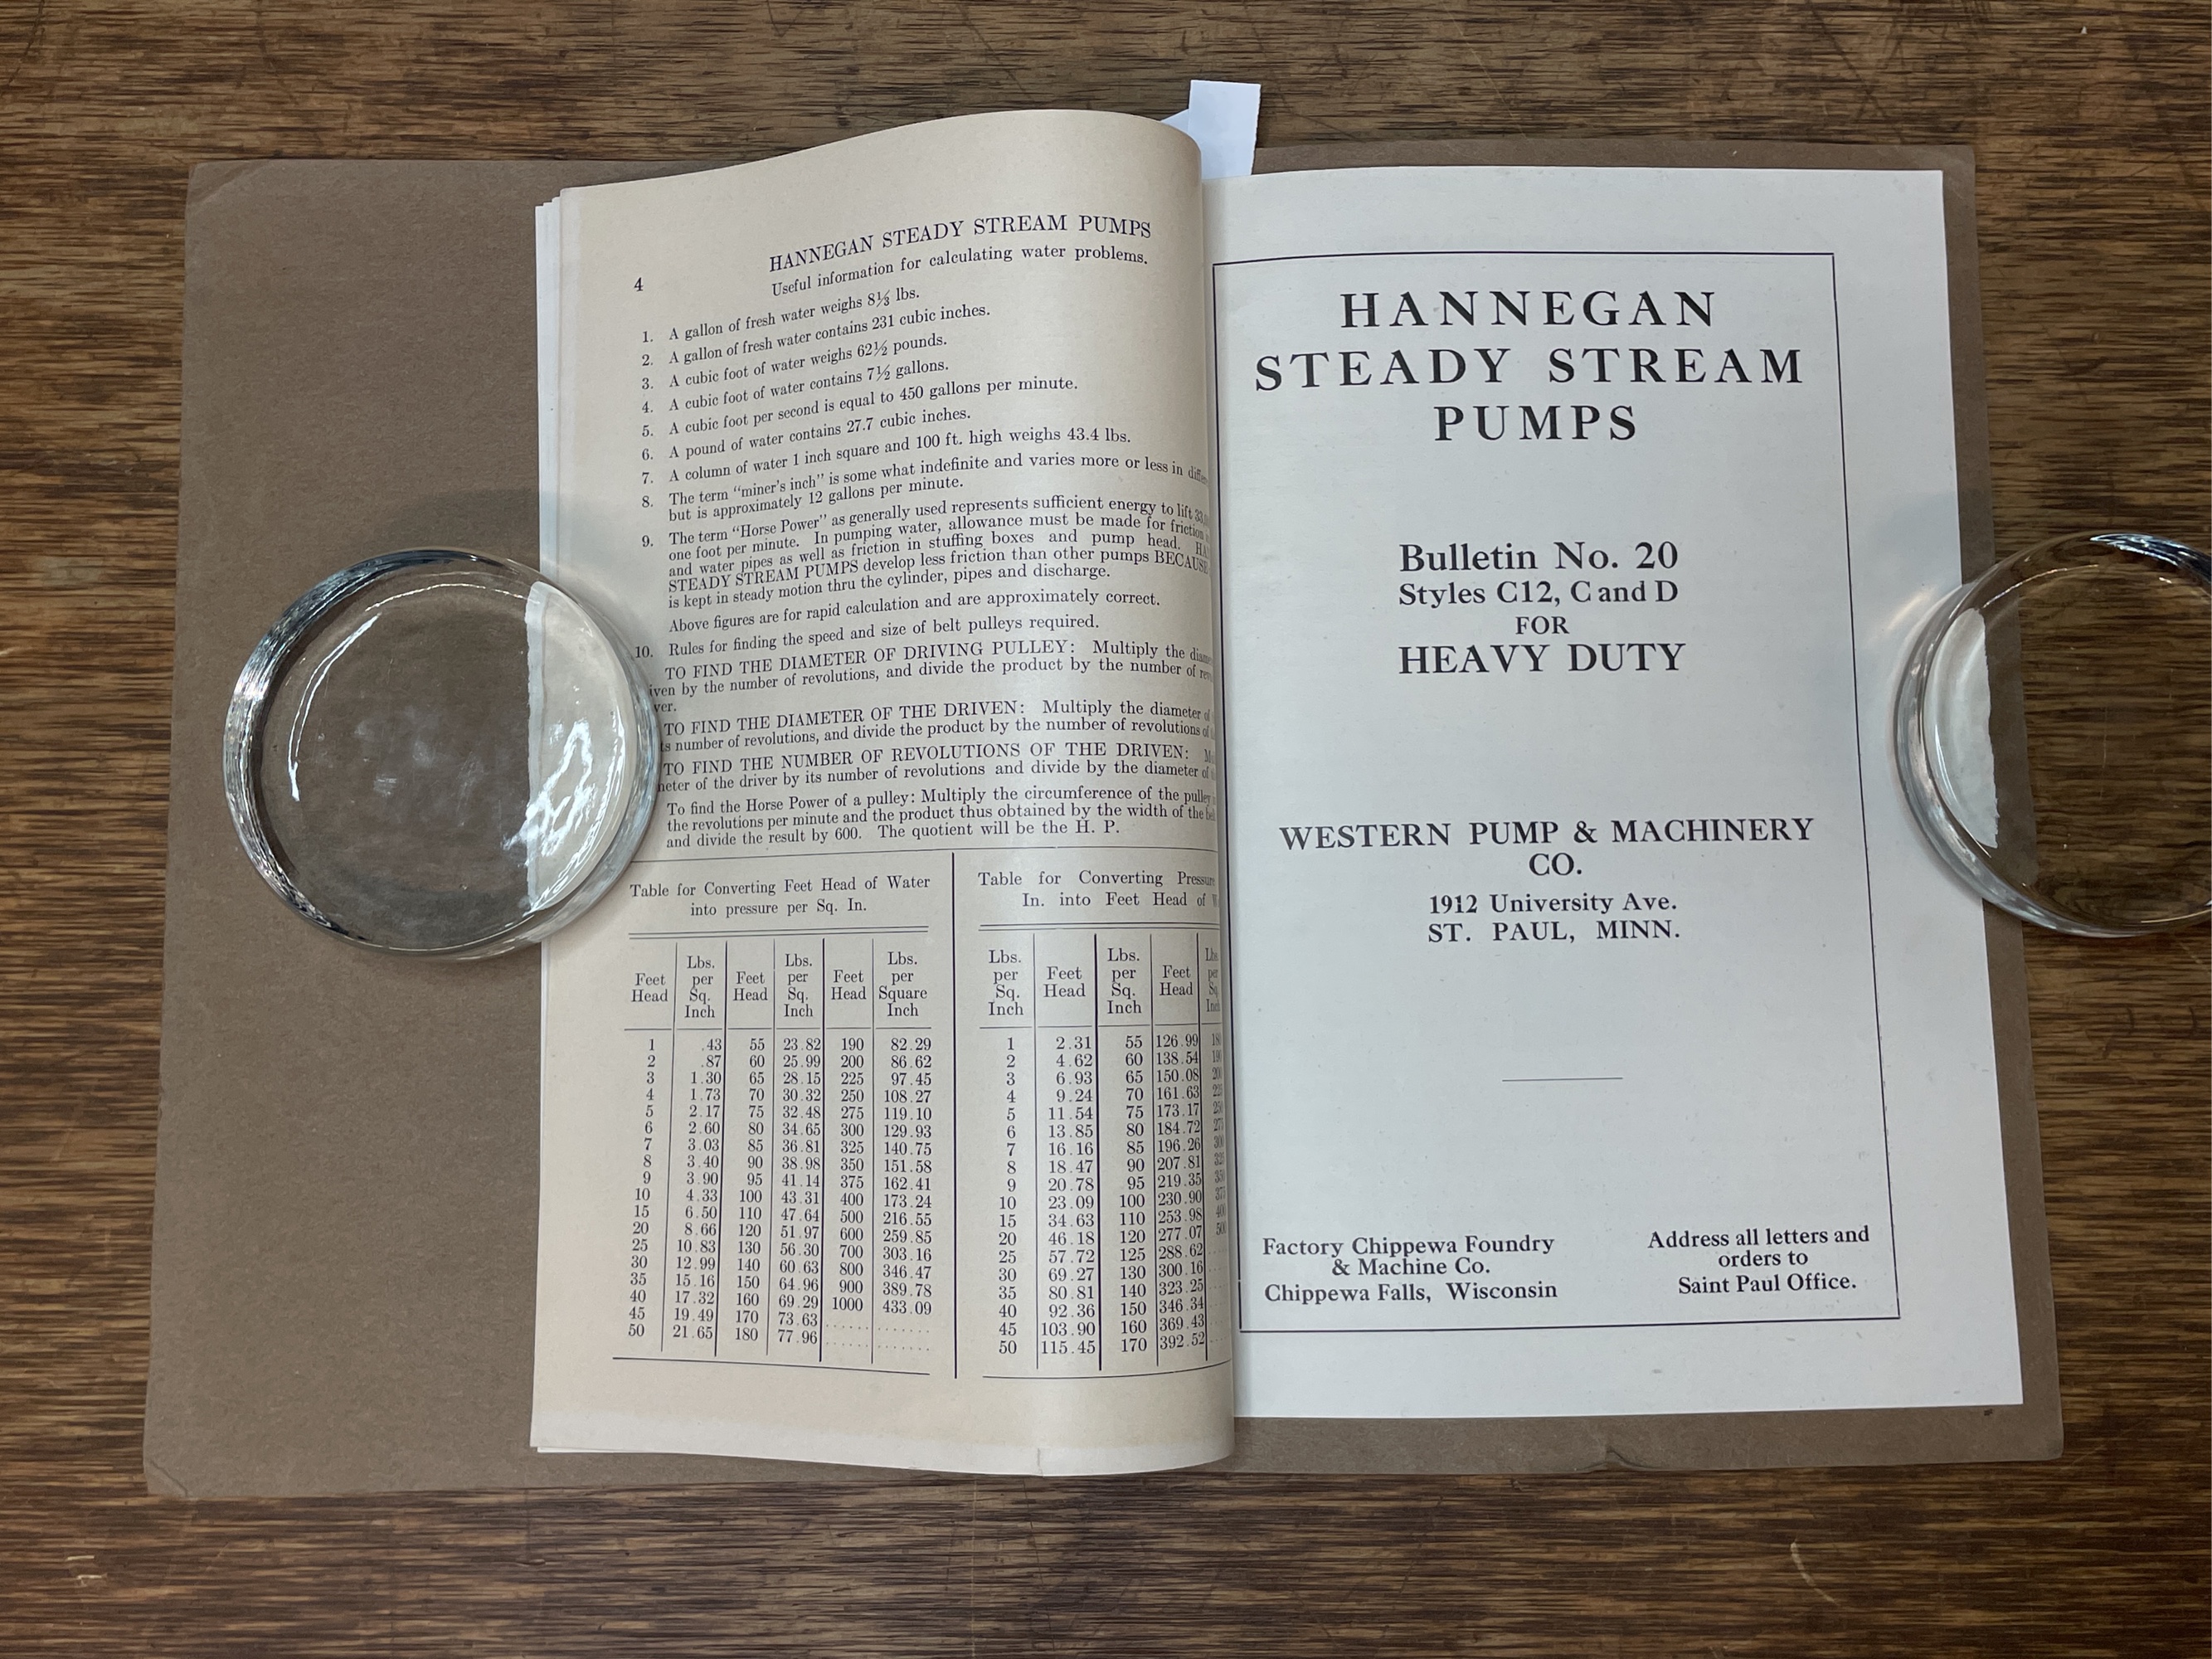 4
HANNEGAN STEADY STREAM PUMPS
Useful information for calculating water problems.
1. A gallon of fresh water weighs 8⅓ lbs.
2. A gallon of fresh water contains 231 cubic inches.
3. A cubic foot of water weighs 62½ pounds.
4. A cubic foot of water contains 7½ gallons.
5. A cubic foot per second is equal to 450 gallons per minute.
6. A pound of water contains 27.7 cubic inches.
7. A column of water 1 inch square and 100 ft. high weighs 43.4 lbs.
8. The term "miner's inch" is some what indefinite and varies more or less in
but is approximately 12 gallons per minute.
9. The term "Horse Power" as generally used represents sufficient energy to lift
one foot per minute. In pumping water, allowance must be made for friction
and water pipes as well as friction in stuffing boxes and pump head.
STEADY STREAM PUMPS develop less friction than other pumps BECAUSE
is kept in steady motion thru the cylinder, pipes and discharge.
Above figures are for rapid calculation and are approximately correct.
10. Rules for finding the speed and size of belt pulleys required.
TO FIND THE DIAMETER OF DRIVING PULLEY: Multiply the
iven by the number of revolutions, and divide the product by the number of
ver.
TO FIND THE DIAMETER OF THE DRIVEN: Multiply the diameter of
ts number of revolutions, and divide the product by the number of revolutions
TO FIND THE NUMBER OF REVOLUTIONS OF THE DRIVEN:
meter of the driver by its number of revolutions and divide by the diameter of
To find the Horse Power of a pulley: Multiply the circumference of the pulley
the revolutions per minute and the product thus obtained by the width of the
and divide the result by 600. The quotient will be the H. P.
Table for Converting Feet Head of Water
into pressure per Sq. In.
Feet Head Lbs. per Sq. Inch Feet Head Lbs. per Sq. Inch Feet Head Lbs. per Square Inch
1 .43 55 23.82 190 82.29
2 .87 60 25.99 200 86.62
3 1.30 65 28.15 225 97.45
4 1.73 70 30.32 250 108.27
5 2.17 75 32.48 275 119.10
6 2.60 80 34.65 300 129.93
7 3.03 85 36.81 325 140.75
8 3.40 90 38.98 350 151.58
9 3.90 95 41.14 375 162.41
10 4.33 100 43.31 400 173.24
15 6.50 110 47.64 500 216.55
20 8.66 120 51.97 600 259.85
25 10.83 130 56.30 700 303.16
30 12.99 140 60.63 800 346.47
35 15.16 150 64.96 900 389.78
40 17.32 160 69.29 1000 433.09
45 19.49 170 73.63 ...... .......
50 21.65 180 77.96 ...... .......
Table for Converting Pressure
In. into Feet Head of
Lbs. per Sq. Inch Feet Head Lbs. per Sq. Inch Feet Head
1 2.31 55 126.99
2 4.62 60 138.54
3 6.93 65 150.08
4 9.24 70 161.63
5 11.54 75 173.17
6 13.85 80 184.72
7 16.16 85 196.26
8 18.47 90 207.81
9 20.78 95 219.35
10 23.09 100 230.90
15 34.63 110 253.98
20 46.18 120 277.07
25 57.72 125 288.62
30 69.27 130 300.16
35 80.81 140 323.25
40 92.36 150 346.34
45 103.90 160 369.43
50 115.45 170 392.52
HANNEGAN
STEADY STREAM
PUMPS
Bulletin No. 20
Styles C12, C and D
FOR
HEAVY DUTY
WESTERN PUMP & MACHINERY
CO.
1912 University Ave.
ST. PAUL, MINN.
Factory Chippewa Foundry
& Machine Co.
Chippewa Falls, Wisconsin
Address all letters and
orders to
Saint Paul Office.